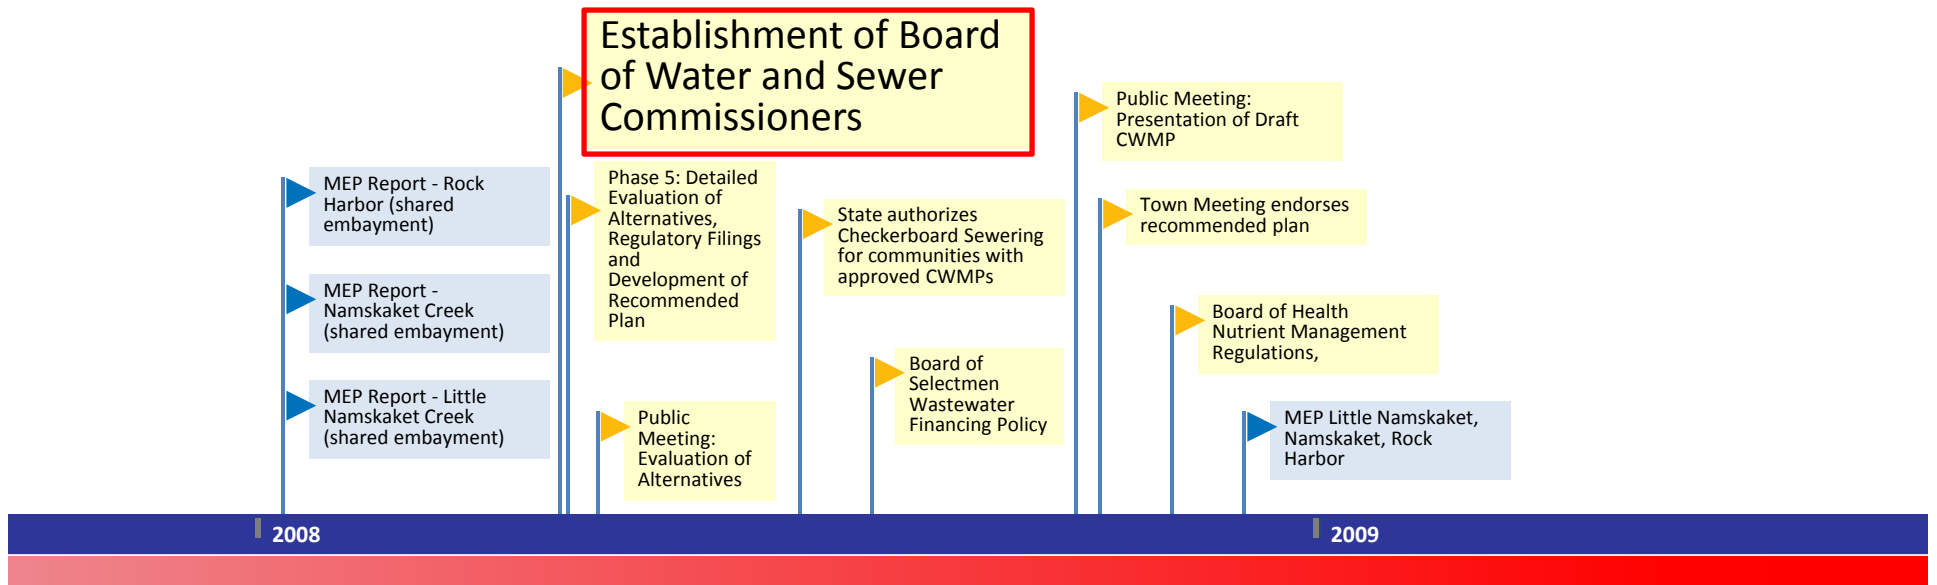 Establishment of Board
of Water and Sewer
Commissioners
MEP Report - Rock
Harbor (shared
embayment)
MEP Report -
Namskaket Creek
(shared embayment)
MEP Report - Little
Namskaket Creek
(shared embayment)
Phase 5: Detailed
Evaluation of
Alternatives,
Regulatory Filings
and
Development of
Recommended
Plan
Public
Meeting:
Evaluation of
Alternatives
State authorizes
Checkerboard Sewering
for communities with
approved CWMPs
Board of
Selectmen
Wastewater
Financing Policy
Public Meeting:
Presentation of Draft
CWMP
Town Meeting endorses
recommended plan
Board of Health
Nutrient Management
Regulations,
MEP Little Namskaket,
Namskaket, Rock
Harbor
2008
2009